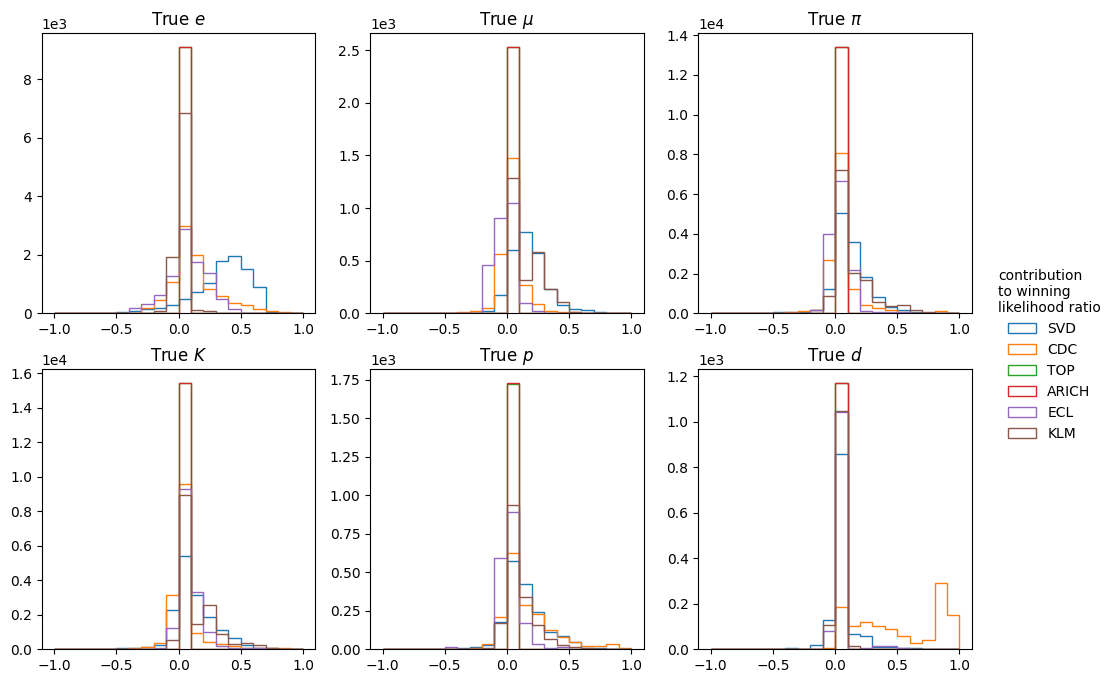 True e
1e3
8
6
4
2
0
−1.0 −0.5 0.0 0.5 1.0
True μ
1e3
2.5
2.0
1.5
1.0
0.5
0.0
−1.0 −0.5 0.0 0.5 1.0
True π
1e4
1.4
1.2
1.0
0.8
0.6
0.4
0.2
0.0
−1.0 −0.5 0.0 0.5 1.0
True K
1e4
1.6
1.4
1.2
1.0
0.8
0.6
0.4
0.2
0.0
−1.0 −0.5 0.0 0.5 1.0
True p
1e3
1.75
1.50
1.25
1.00
0.75
0.50
0.25
0.00
−1.0 −0.5 0.0 0.5 1.0
True d
1e3
1.2
1.0
0.8
0.6
0.4
0.2
0.0
−1.0 −0.5 0.0 0.5 1.0
contribution
to winning
likelihood ratio
SVD
CDC
TOP
ARICH
ECL
KLM